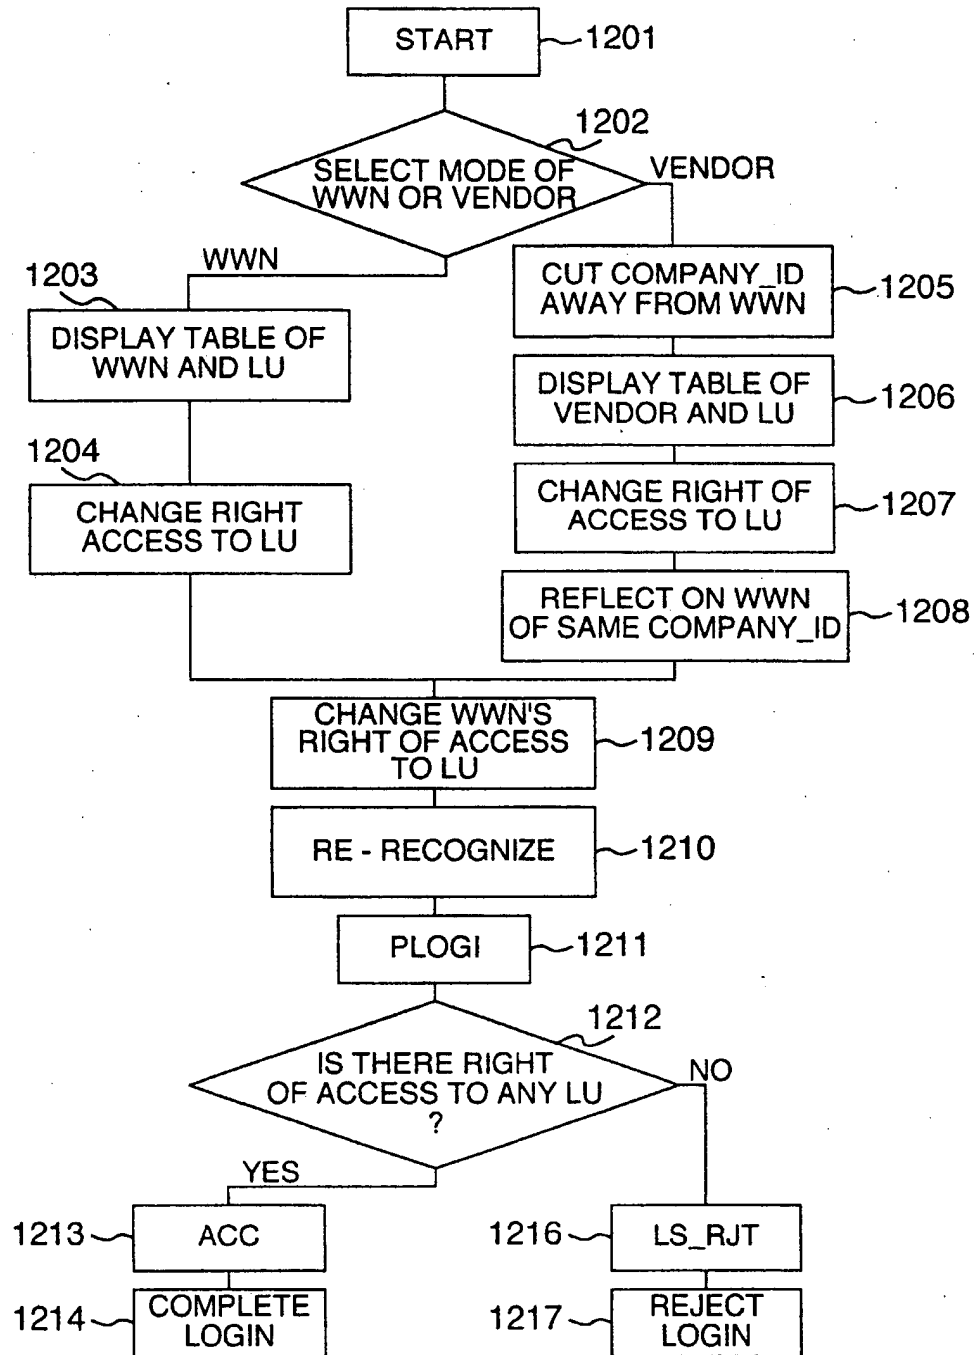 START
1201
1202
SELECT MODE OF
WWN OR VENDOR
VENDOR
WWN
1203
DISPLAY TABLE OF
WWN AND LU
CUT COMPANY_ID
AWAY FROM WWN
1205
DISPLAY TABLE OF
VENDOR AND LU
1206
1204
CHANGE RIGHT
ACCESS TO LU
CHANGE RIGHT OF
ACCESS TO LU
1207
REFLECT ON WWN
OF SAME COMPANY_ID
1208
CHANGE WWN'S
RIGHT OF ACCESS
TO LU
1209
RE - RECOGNIZE
1210
PLOGI
1211
1212
IS THERE RIGHT
OF ACCESS TO ANY LU
?
NO
YES
1213
ACC
1216
LS_RJT
1214
COMPLETE
LOGIN
1217
REJECT
LOGIN